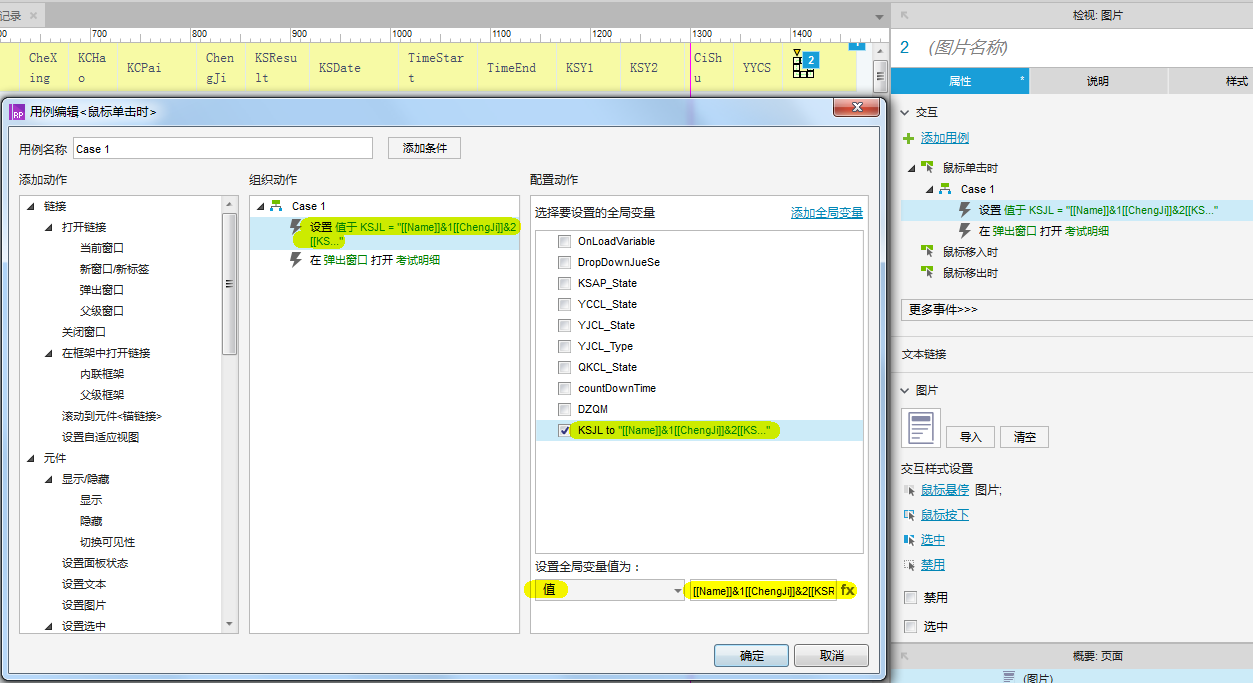 记录
700
800
900
1000
1100
1200
1300
1400
检视: 图片
CheXing
KCHao
KCPai
ChengJi
KSResult
KSDate
TimeStart
TimeEnd
KSY1
KSY2
CiShu
YYCS
2
2
(图片名称)
属性
*
说明
样式
RP
用例编辑<鼠标单击时>
用例名称
Case 1
添加条件
添加动作
链接
打开链接
当前窗口
新窗口/新标签
弹出窗口
父级窗口
关闭窗口
在框架中打开链接
内联框架
父级框架
滚动到元件<锚链接>
设置自适应视图
元件
显示/隐藏
显示
隐藏
切换可见性
设置面板状态
设置文本
设置图片
设置选中
组织动作
Case 1
设置 值于 KSJL = "[[Name]]&1[[ChengJi]]&2
[[KS..."
在 弹出窗口 打开 考试明细
配置动作
选择要设置的全局变量
添加全局变量
OnLoadVariable
DropDownJueSe
KSAP_State
YCCL_State
YJCL_State
YJCL_Type
QKCL_State
countDownTime
DZQM
KSJL to "[[Name]]&1[[ChengJi]]&2[[KS..."
设置全局变量值为：
值
[[Name]]&1[[ChengJi]]&2[[KSR
fx
确定
取消
交互
添加用例
鼠标单击时
Case 1
设置 值于 KSJL = "[[Name]]&1[[ChengJi]]&2[[KS..."
在 弹出窗口 打开 考试明细
鼠标移入时
鼠标移出时
更多事件>>>
文本链接
图片
导入
清空
交互样式设置
鼠标悬停 图片;
鼠标按下
选中
禁用
禁用
选中
概要: 页面
(图片)